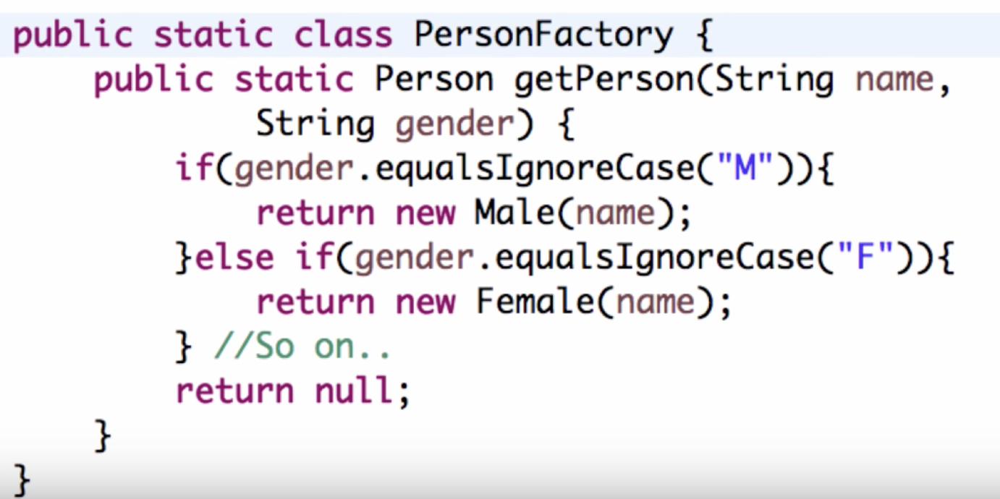 public static class PersonFactory {
    public static Person getPerson(String name,
            String gender) {
        if(gender.equalsIgnoreCase("M")){
            return new Male(name);
        }else if(gender.equalsIgnoreCase("F")){
            return new Female(name);
        } //So on..
        return null;
    }
}